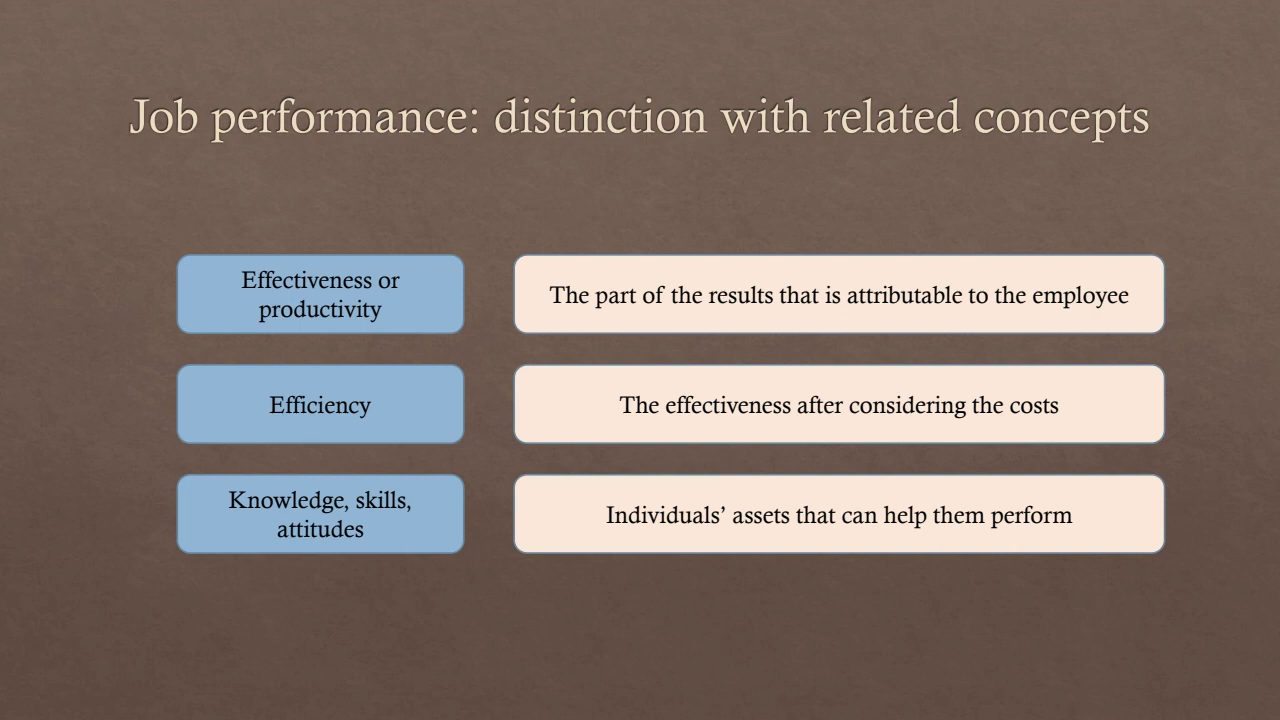 Job performance: distinction with related concepts
Effectiveness or
productivity
The part of the results that is attributable to the employee
Efficiency
The effectiveness after considering the costs
Knowledge, skills,
attitudes
Individuals’ assets that can help them perform